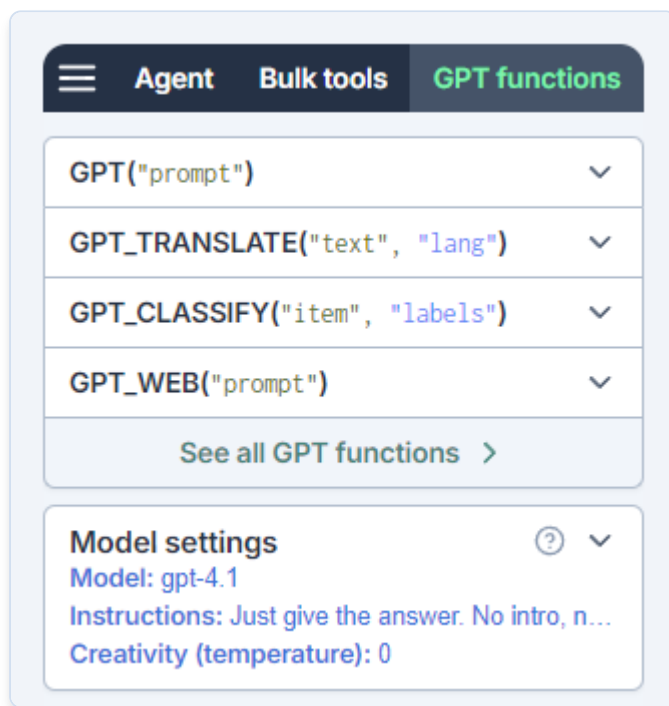 Agent Bulk tools GPT functions
GPT("prompt")
GPT_TRANSLATE("text", "lang")
GPT_CLASSIFY("item", "labels")
GPT_WEB("prompt")
See all GPT functions >
Model settings ?
Model: gpt-4.1
Instructions: Just give the answer. No intro, n...
Creativity (temperature): 0